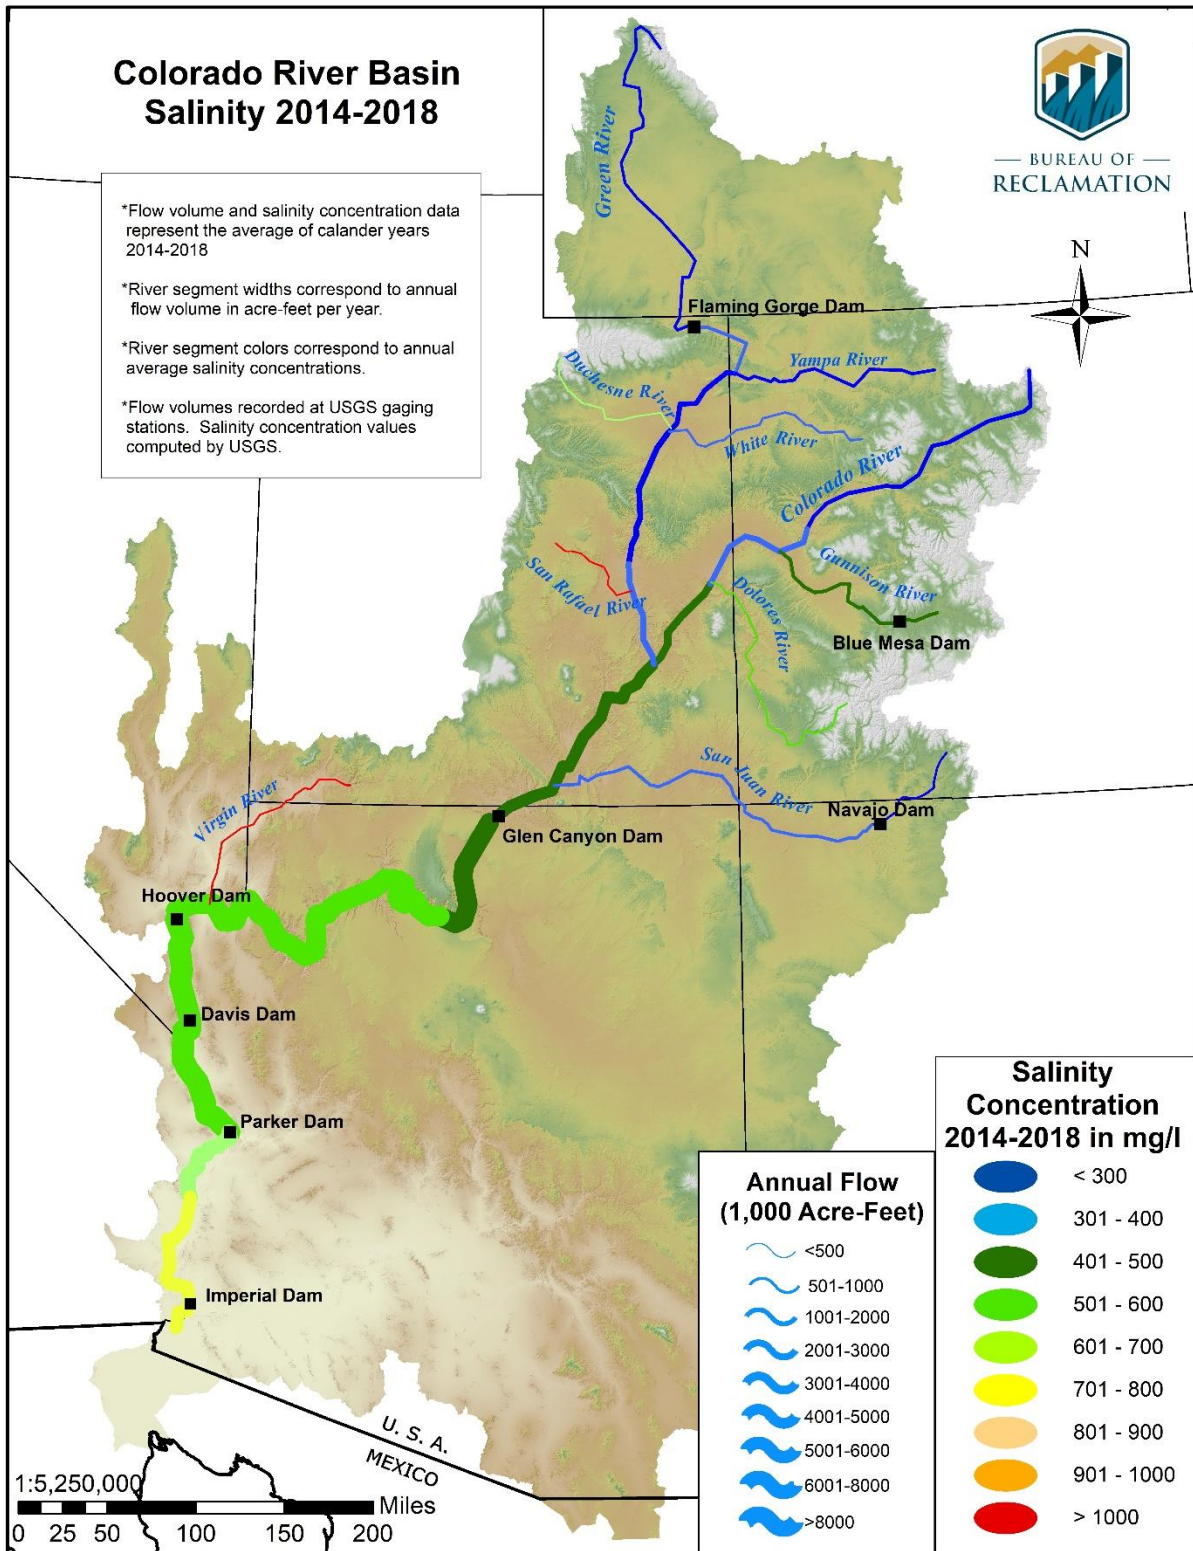 Colorado River Basin
Salinity 2014-2018
BUREAU OF
RECLAMATION
*Flow volume and salinity concentration data
represent the average of calander years
2014-2018
*River segment widths correspond to annual
flow volume in acre-feet per year.
*River segment colors correspond to annual
average salinity concentrations.
*Flow volumes recorded at USGS gaging
stations. Salinity concentration values
computed by USGS.
N
Green River
Flaming Gorge Dam
Duchesne River
Yampa River
White River
Colorado River
San Rafael River
Gunnison River
Dolores River
Blue Mesa Dam
San Juan River
Navajo Dam
Virgin River
Glen Canyon Dam
Hoover Dam
Davis Dam
Parker Dam
Imperial Dam
U. S. A.
MEXICO
1:5,250,000
Miles
0 25 50 100 150 200
Annual Flow
(1,000 Acre-Feet)
<500
501-1000
1001-2000
2001-3000
3001-4000
4001-5000
5001-6000
6001-8000
>8000
Salinity
Concentration
2014-2018 in mg/l
< 300
301 - 400
401 - 500
501 - 600
601 - 700
701 - 800
801 - 900
901 - 1000
> 1000